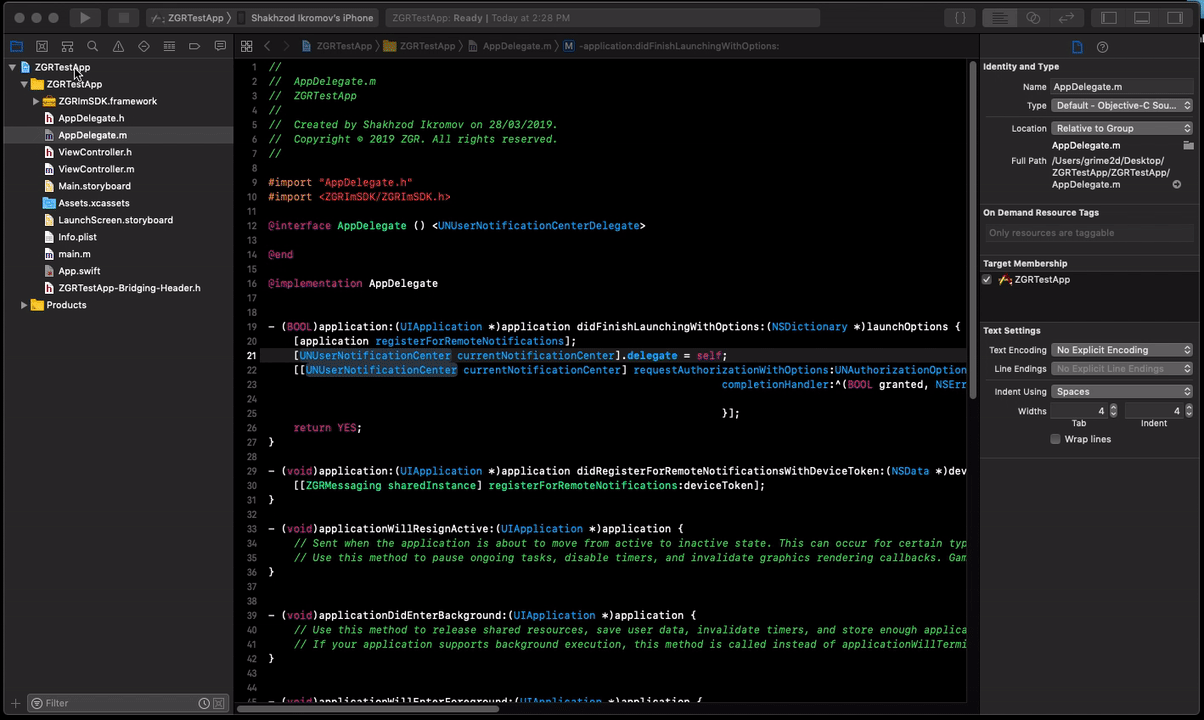 ZGRTestApp 〉 Shakhzod Ikromov's iPhone
ZGRTestApp: Ready | Today at 2:28 PM
ZGRTestApp 〉 ZGRTestApp 〉 AppDelegate.m 〉 M -application:didFinishLaunchingWithOptions:
ZGRTestApp
ZGRTestApp
ZGRImSDK.framework
AppDelegate.h
AppDelegate.m
ViewController.h
ViewController.m
Main.storyboard
Assets.xcassets
LaunchScreen.storyboard
Info.plist
main.m
App.swift
ZGRTestApp-Bridging-Header.h
Products
Filter
1 //
2 // AppDelegate.m
3 // ZGRTestApp
4 //
5 // Created by Shakhzod Ikromov on 28/03/2019.
6 // Copyright © 2019 ZGR. All rights reserved.
7 //
8
9 #import "AppDelegate.h"
10 #import <ZGRImSDK/ZGRImSDK.h>
11
12 @interface AppDelegate () <UNUserNotificationCenterDelegate>
13
14 @end
15
16 @implementation AppDelegate
17
18
19 - (BOOL)application:(UIApplication *)application didFinishLaunchingWithOptions:(NSDictionary *)launchOptions {
20 [application registerForRemoteNotifications];
21 [UNUserNotificationCenter currentNotificationCenter].delegate = self;
22 [[UNUserNotificationCenter currentNotificationCenter] requestAuthorizationWithOptions:UNAuthorizationOption
23 completionHandler:^(BOOL granted, NSErr
24
25 }];
26 return YES;
27 }
28
29 - (void)application:(UIApplication *)application didRegisterForRemoteNotificationsWithDeviceToken:(NSData *)dev
30 [[ZGRMessaging sharedInstance] registerForRemoteNotifications:deviceToken];
31 }
32
33 - (void)applicationWillResignActive:(UIApplication *)application {
34 // Sent when the application is about to move from active to inactive state. This can occur for certain typ
35 // Use this method to pause ongoing tasks, disable timers, and invalidate graphics rendering callbacks. Gam
36 }
37
38
39 - (void)applicationDidEnterBackground:(UIApplication *)application {
40 // Use this method to release shared resources, save user data, invalidate timers, and store enough applica
41 // If your application supports background execution, this method is called instead of applicationWillTermi
42 }
43
44
45 - (void)applicationWillEnterForeground:(UIApplication *)application {
Identity and Type
Name AppDelegate.m
Type Default - Objective-C Sou...
Location Relative to Group
AppDelegate.m
Full Path /Users/grime2d/Desktop/
ZGRTestApp/ZGRTestApp/
AppDelegate.m
On Demand Resource Tags
Only resources are taggable
Target Membership
ZGRTestApp
Text Settings
Text Encoding No Explicit Encoding
Line Endings No Explicit Line Endings
Indent Using Spaces
Widths 4 4
Tab Indent
Wrap lines